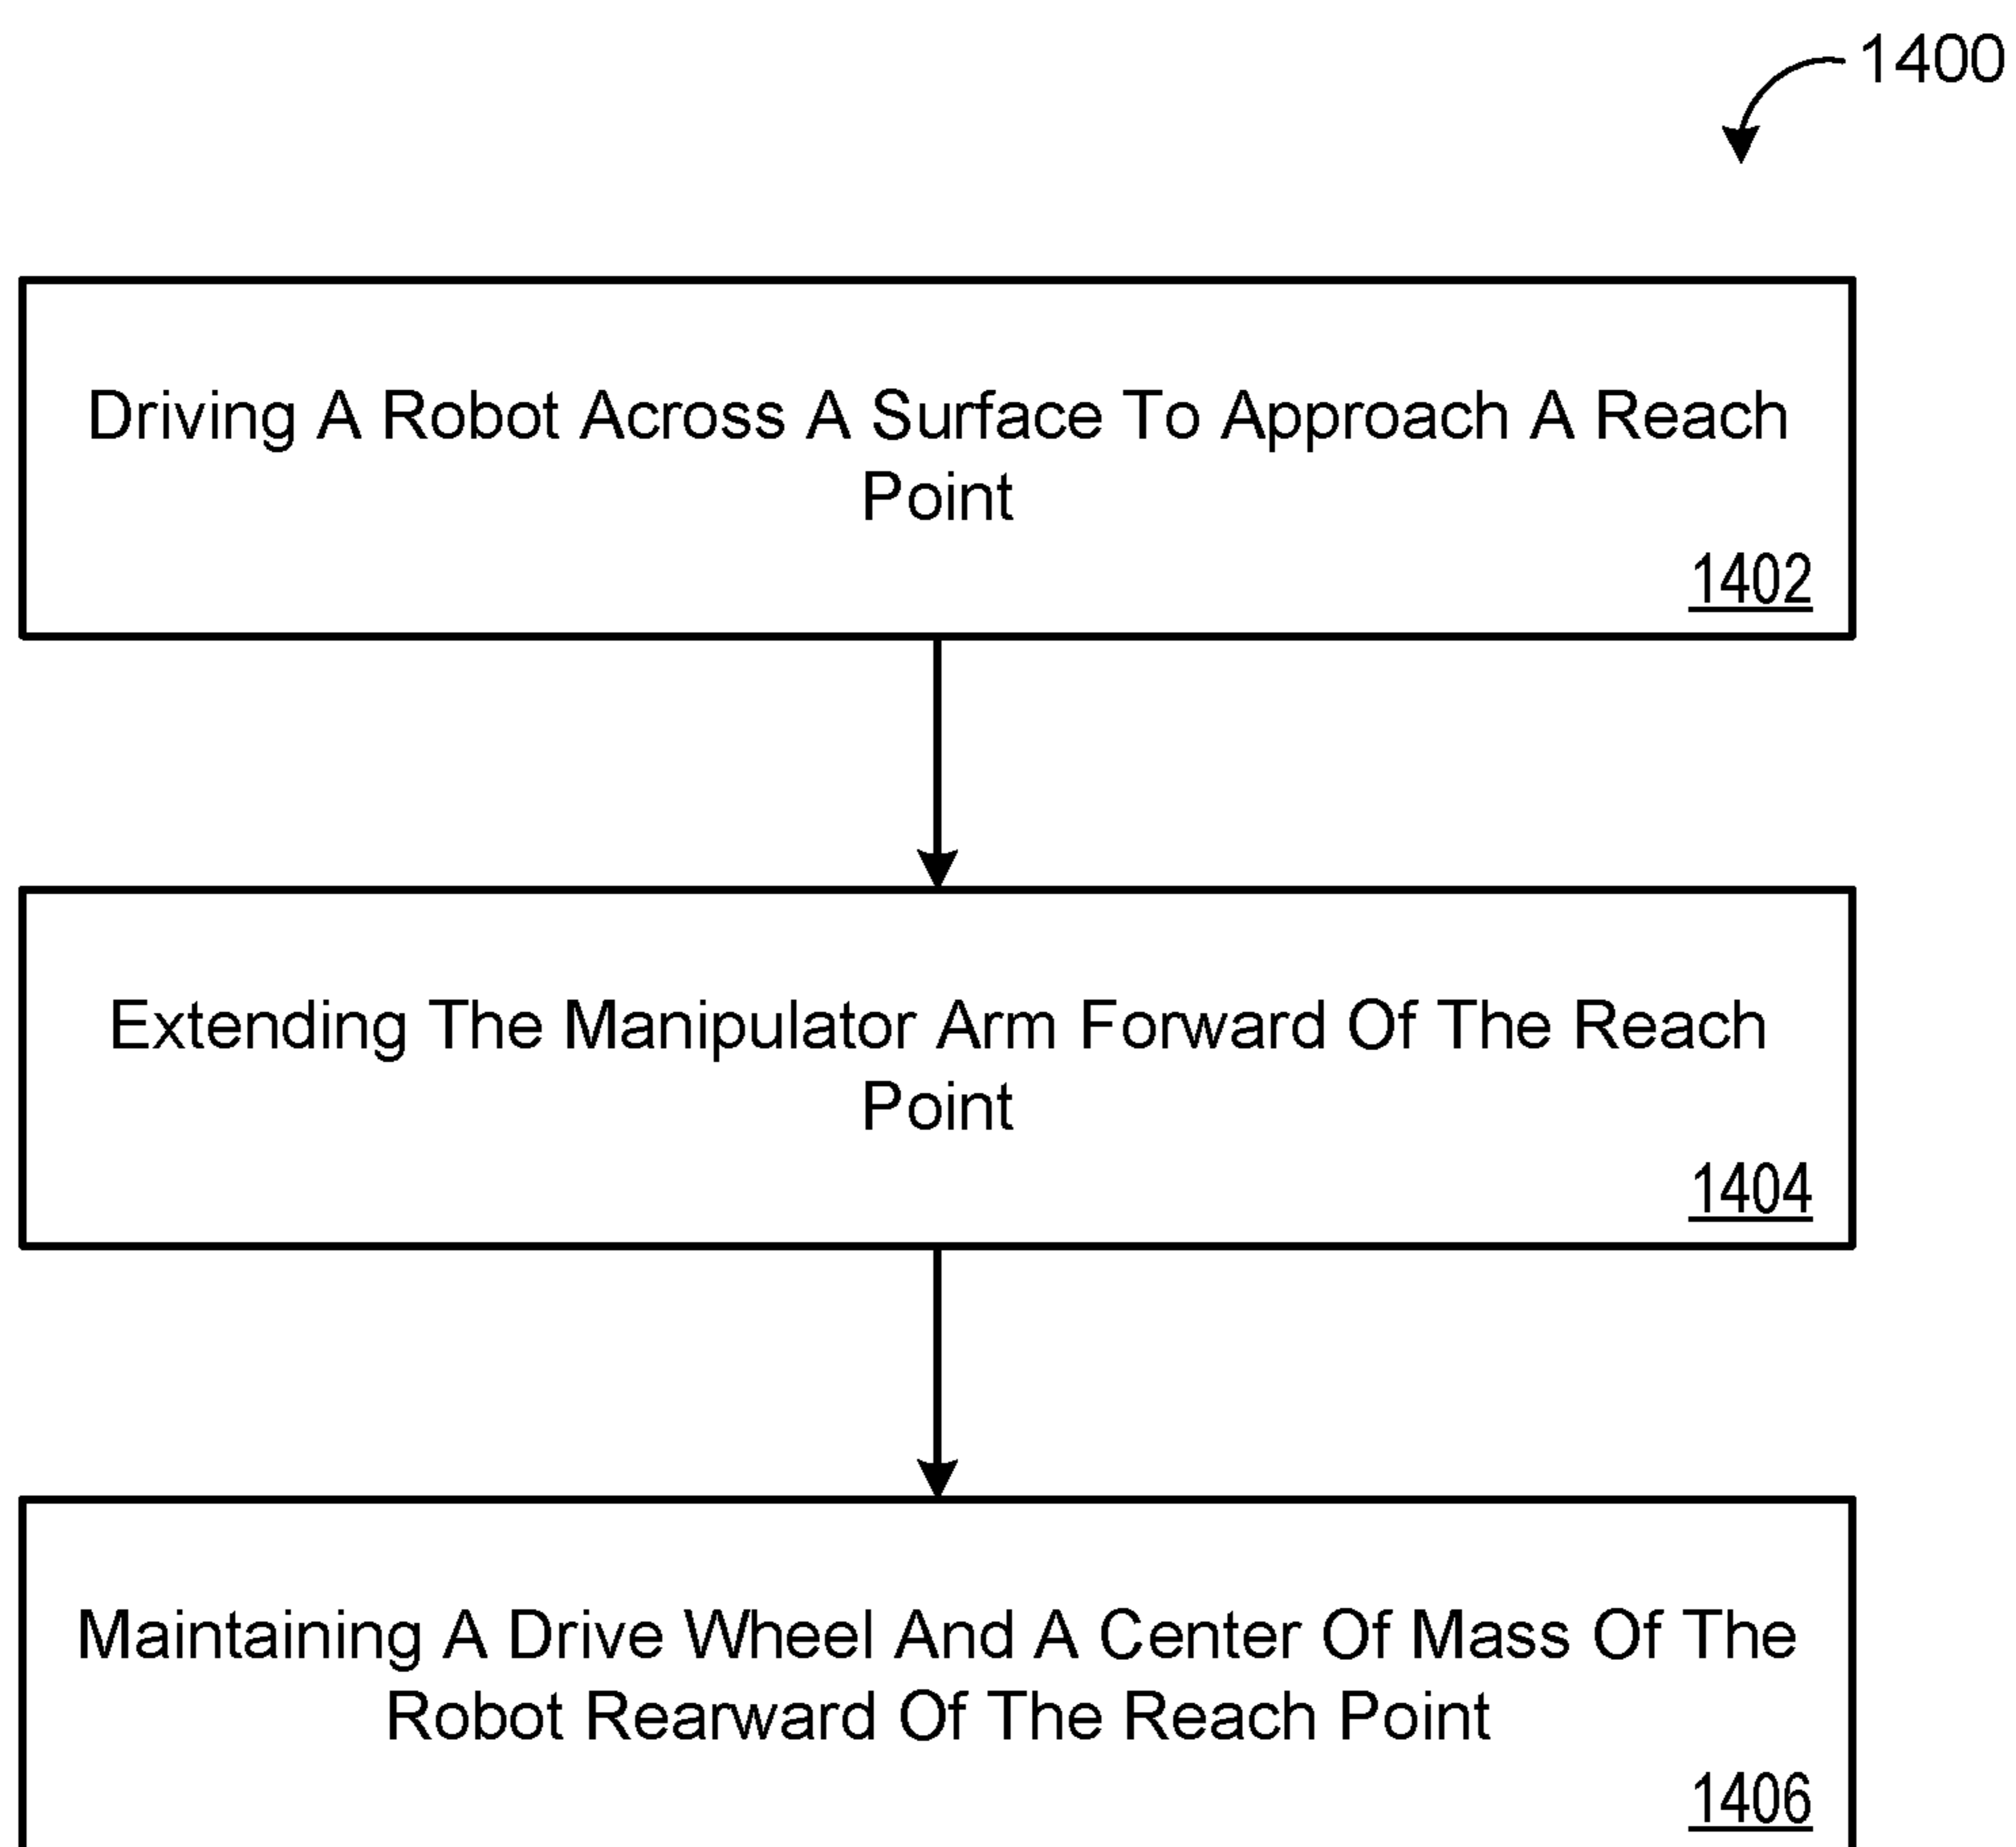 1400
Driving A Robot Across A Surface To Approach A Reach
Point
1402
Extending The Manipulator Arm Forward Of The Reach
Point
1404
Maintaining A Drive Wheel And A Center Of Mass Of The
Robot Rearward Of The Reach Point
1406